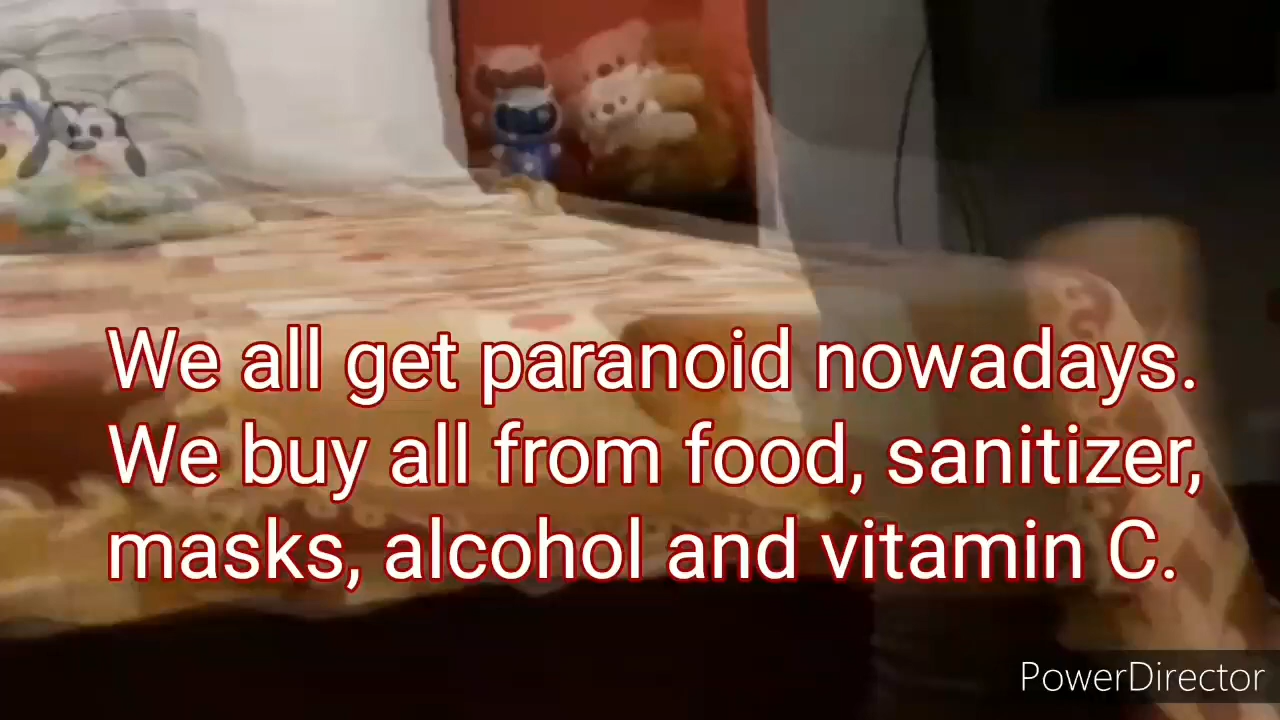 We all get paranoid nowadays.
We buy all from food, sanitizer,
masks, alcohol and vitamin C.
PowerDirector